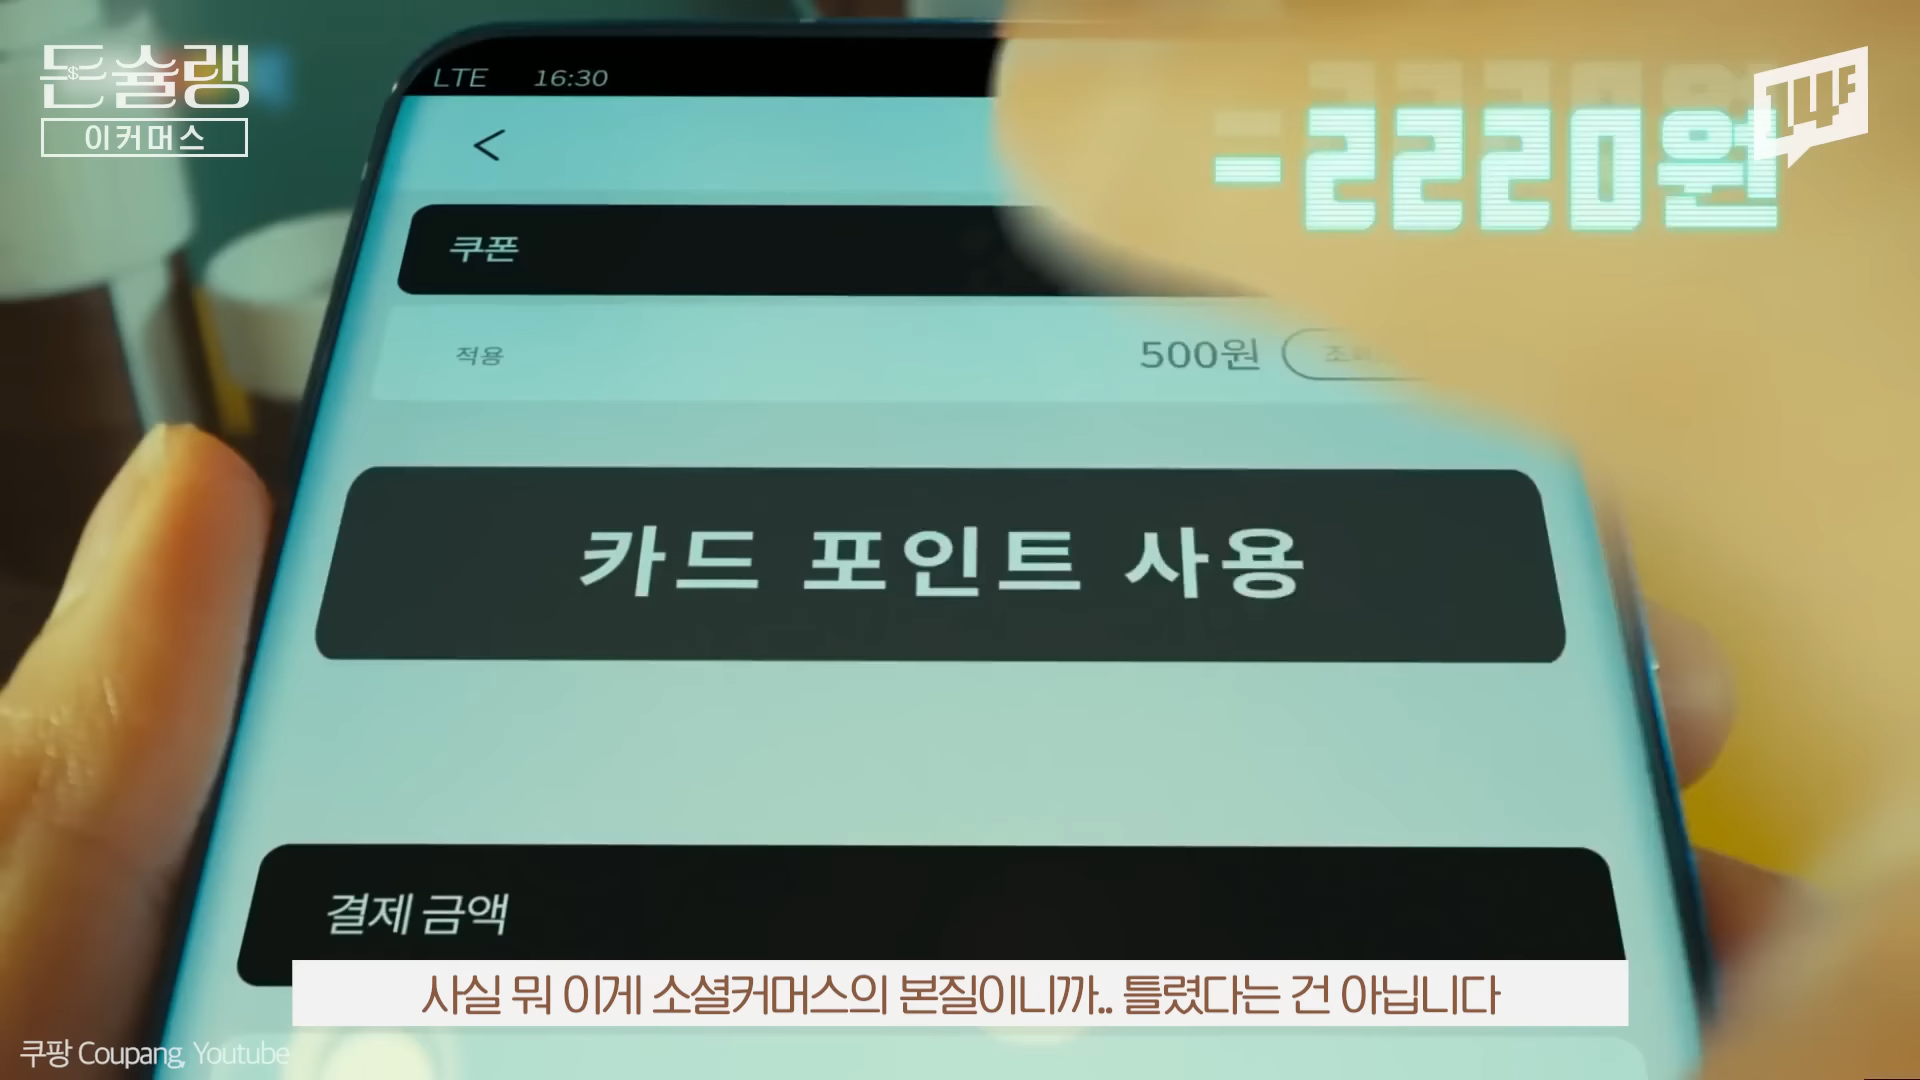 돈슐랭
이커머스
14F
LTE 16:30
-2220원
<
쿠폰
적용 500원
카드 포인트 사용
결제 금액
사실 뭐 이게 소셜커머스의 본질이니까.. 틀렸다는 건 아닙니다
쿠팡 Coupang, Youtube